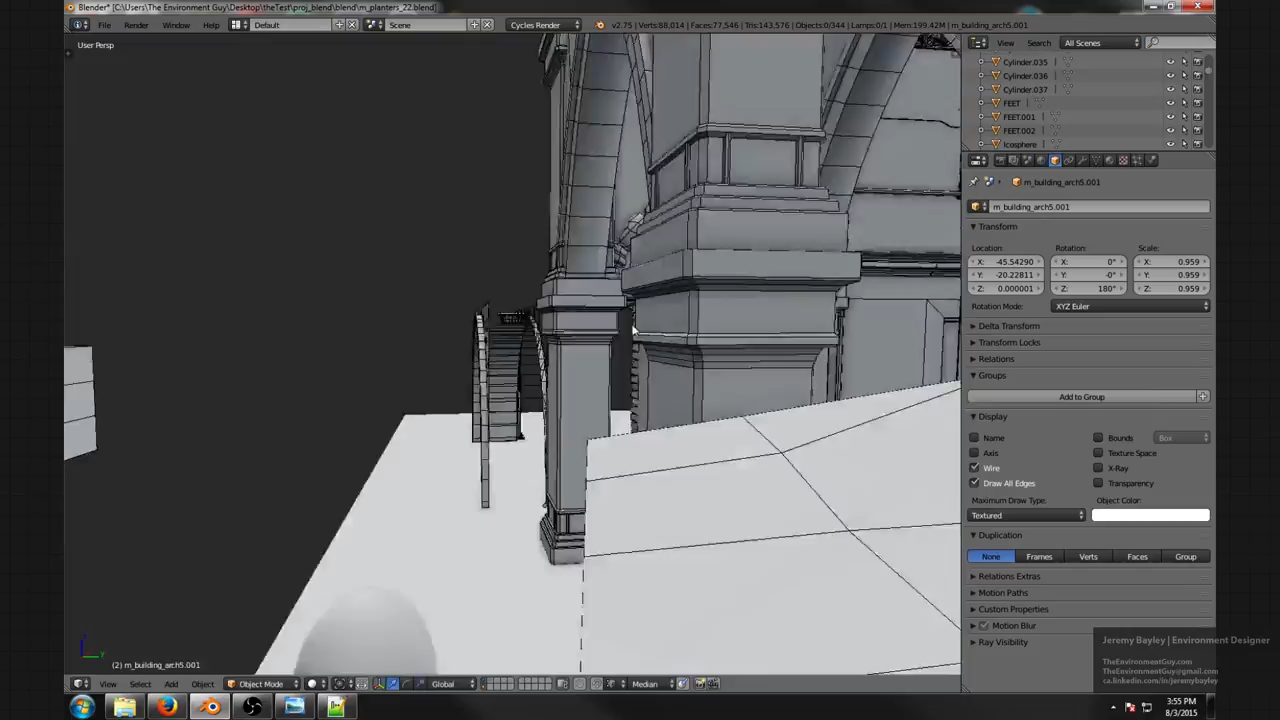 Blender* [C:\Users\The Environment Guy\Desktop\theTest\proj_blend\blend\m_planters_22.blend]
File Render Window Help Default Scene Cycles Render v2.75 | Verts:88,014 | Faces:77,546 | Tris:143,576 | Objects:0/344 | Lamps:0/1 | Mem:199.42M | m_building_arch5.001
User Persp
View Search All Scenes
Cylinder.035
Cylinder.036
Cylinder.037
FEET
FEET.001
FEET.002
Icosphere
m_building_arch5.001
m_building_arch5.001
Transform
Location: Rotation: Scale:
X: -45.54290 X: 0° X: 0.959
Y: -20.22811 Y: -0° Y: 0.959
Z: 0.000001 Z: 180° Z: 0.959
Rotation Mode: XYZ Euler
Delta Transform
Transform Locks
Relations
Groups
Add to Group
Display
Name Bounds Box
Axis Texture Space
Wire X-Ray
Draw All Edges Transparency
Maximum Draw Type: Object Color:
Textured
Duplication
None Frames Verts Faces Group
Relations Extras
Motion Paths
Custom Properties
Motion Blur
Ray Visibility
Jeremy Bayley | Environment Designer
TheEnvironmentGuy.com
TheEnvironmentGuy@gmail.com
ca.linkedin.com/in/jeremybayley
Z
Y
(2) m_building_arch5.001
View Select Add Object Object Mode Global Median
3:55 PM
8/3/2015